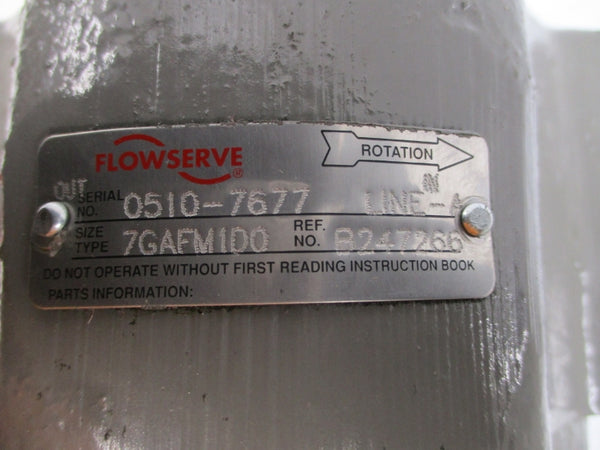 FLOWSERVE
ROTATION
OUT IN
SERIAL NO. 0510-7677 LINE-A
SIZE TYPE 7GAFM1D0 REF. NO. B247266
DO NOT OPERATE WITHOUT FIRST READING INSTRUCTION BOOK
PARTS INFORMATION: